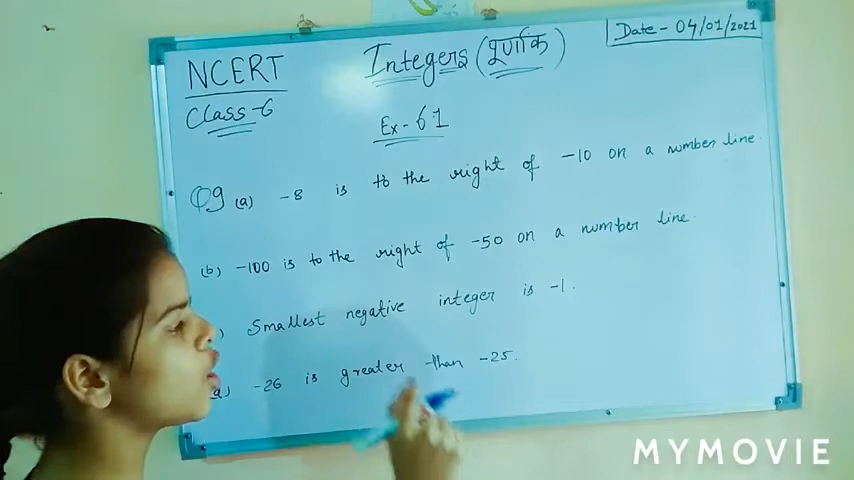 NCERT Integers (पूर्णांक) Date - 04/01/2021
Class-6
Ex- 6.1
Q9 (a) -8 is to the right of -10 on a number line.
(b) -100 is to the right of -50 on a number line.
) Smallest negative integer is -1.
(d) -26 is greater than -25.
MYMOVIE